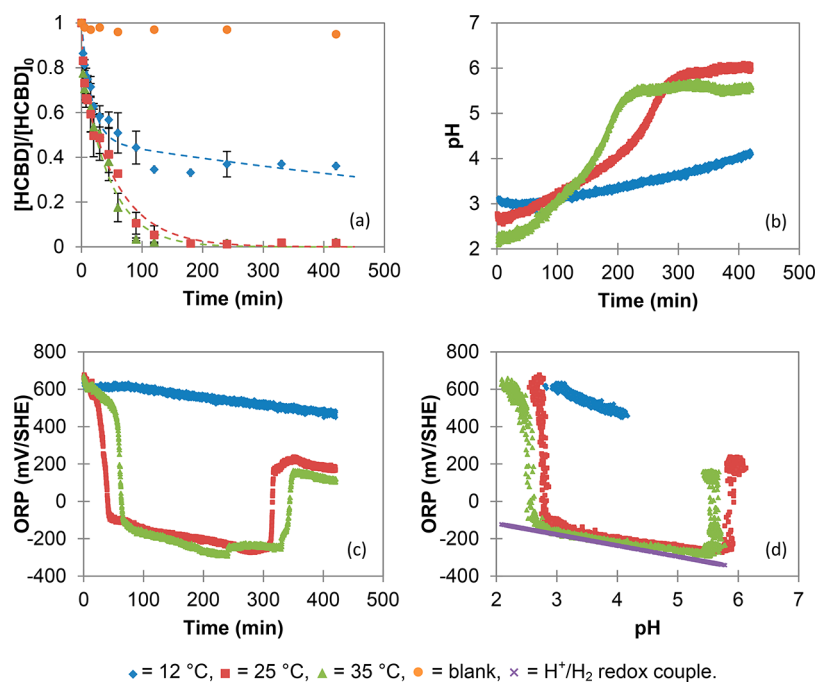 1
0.8
0.6
0.4
0.2
0
[HCBD]/[HCBD]0
(a)
0 100 200 300 400 500
Time (min)
7
6
5
4
3
2
pH
(b)
0 100 200 300 400 500
Time (min)
800
600
400
200
0
-200
-400
ORP (mV/SHE)
(c)
0 100 200 300 400 500
Time (min)
800
600
400
200
0
-200
-400
ORP (mV/SHE)
(d)
2 3 4 5 6 7
pH
= 12 °C, = 25 °C, = 35 °C, = blank, × = H+/H2 redox couple.